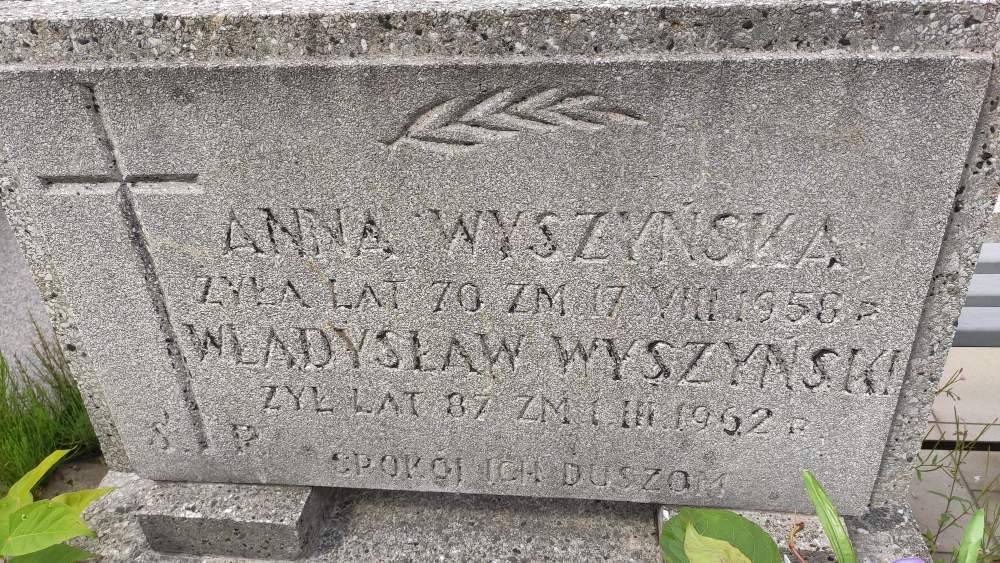 ANNA WYSZYŃSKA
ŻYŁA LAT 70 ZM. 17.VIII.1958 R.
WŁADYSŁAW WYSZYŃSKI
ŻYŁ LAT 87 ZM. 1.III.1962 R.
Ś. P.
SPOKÓJ ICH DUSZOM